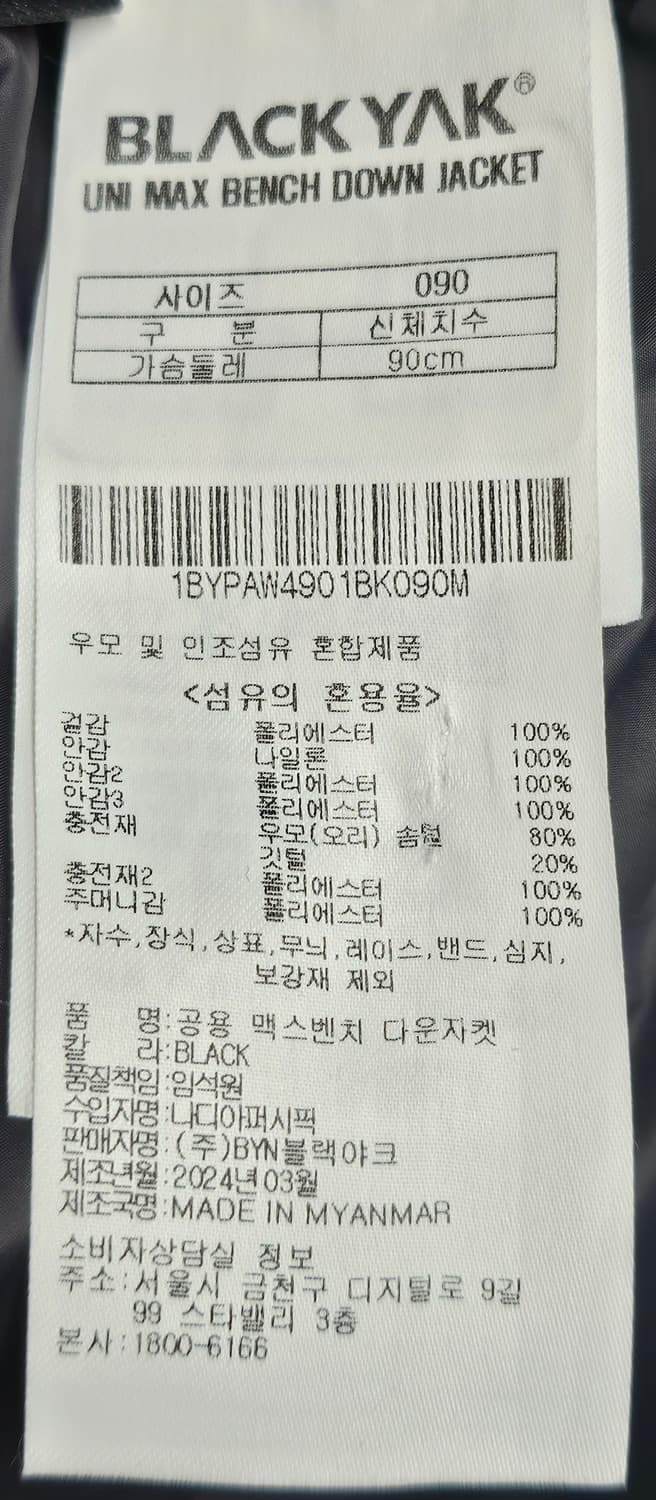 BLACKYAK®
UNI MAX BENCH DOWN JACKET
사이즈 090
구 분 신체치수
가슴둘레 90cm
1BYPAW4901BK090M
우모 및 인조섬유 혼합제품
<섬유의 혼용율>
겉감 폴리에스터 100%
안감 나일론 100%
안감2 폴리에스터 100%
안감3 폴리에스터 100%
충전재 우모(오리) 솜털 80%
깃털 20%
충전재2 폴리에스터 100%
주머니감 폴리에스터 100%
*자수,장식,상표,무늬,레이스,밴드,심지,
보강재 제외
품 명:공용 맥스벤치 다운자켓
칼 라:BLACK
품질책임:임석원
수입자명:나디아퍼시픽
판매자명:(주)BYN블랙야크
제조년월:2024년03월
제조국명:MADE IN MYANMAR
소비자상담실 정보
주소:서울시 금천구 디지털로 9길
99 스타밸리 3층
본사:1800-6166